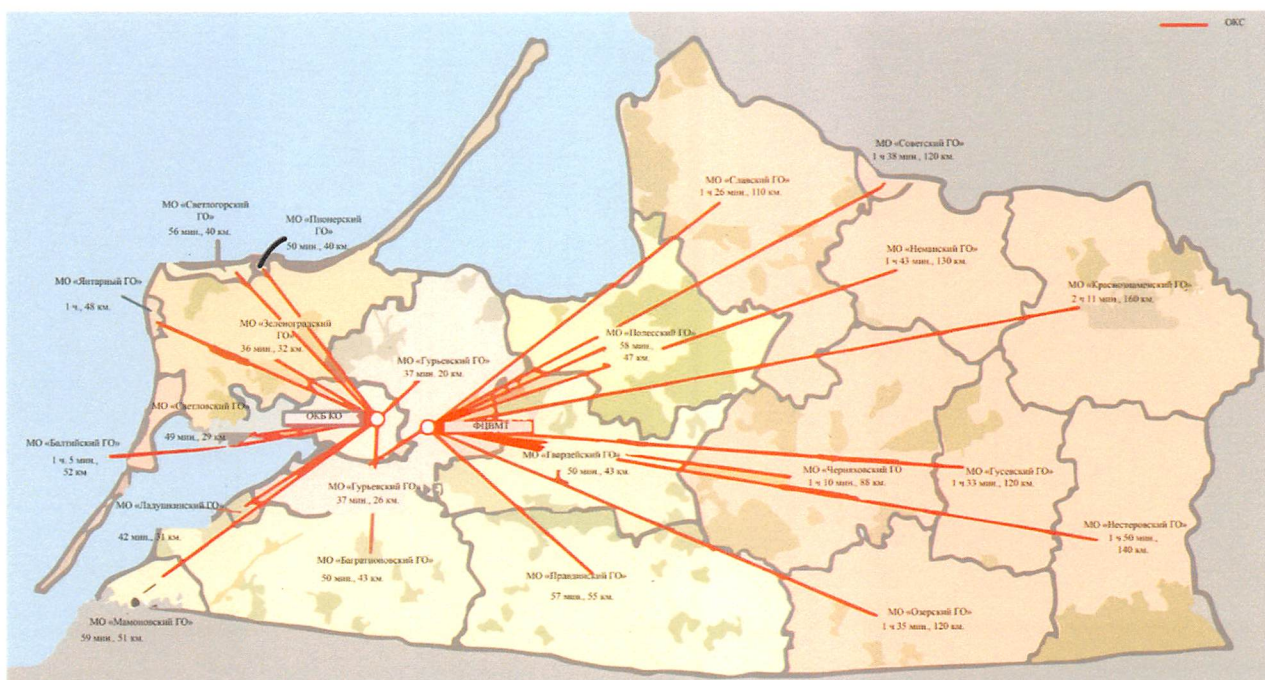 ОКС
МО «Советский ГО»
1 ч 38 мин., 120 км.
МО «Славский ГО»
1 ч 26 мин., 110 км.
МО «Светлогорский
ГО»
56 мин., 40 км.
МО «Пионерский
ГО»
50 мин., 40 км.
МО «Неманский ГО»
1 ч 43 мин., 130 км.
МО «Янтарный ГО»
1 ч., 48 км.
МО «Краснознаменский ГО»
2 ч 11 мин., 160 км.
МО «Зеленоградский
ГО»
36 мин., 32 км.
МО «Полесский ГО»
58 мин.,
47 км.
МО «Гурьевский ГО»
37 мин. 20 км.
МО «Светловский ГО»
49 мин., 29 км.
ОКБ КО
ФЦВМТ
МО «Балтийский ГО»
1 ч. 5 мин.,
52 км.
МО «Гвардейский ГО»
50 мин., 43 км.
МО «Черняховский ГО
1 ч 10 мин., 88 км.
МО «Гусевский ГО»
1 ч 33 мин., 120 км.
МО «Гурьевский ГО»
37 мин., 26 км.
МО «Ладушкинский ГО»
42 мин., 31 км.
МО «Нестеровский ГО»
1 ч 50 мин.,
140 км.
МО «Багратионовский ГО»
50 мин., 43 км.
МО «Правдинский ГО»
57 мин., 55 км.
МО «Озерский ГО»
1 ч 35 мин., 120 км.
МО «Мамоновский ГО»
59 мин., 51 км.